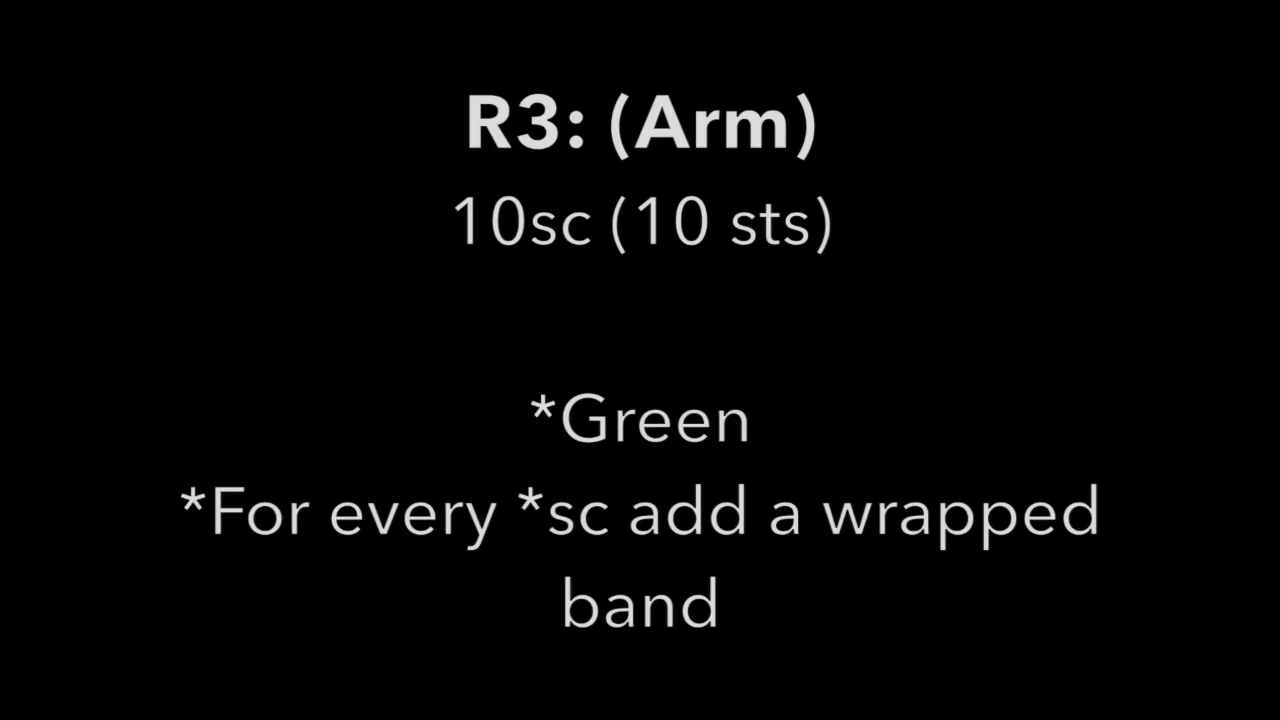 R3: (Arm)
10sc (10 sts)
*Green
*For every *sc add a wrapped
band